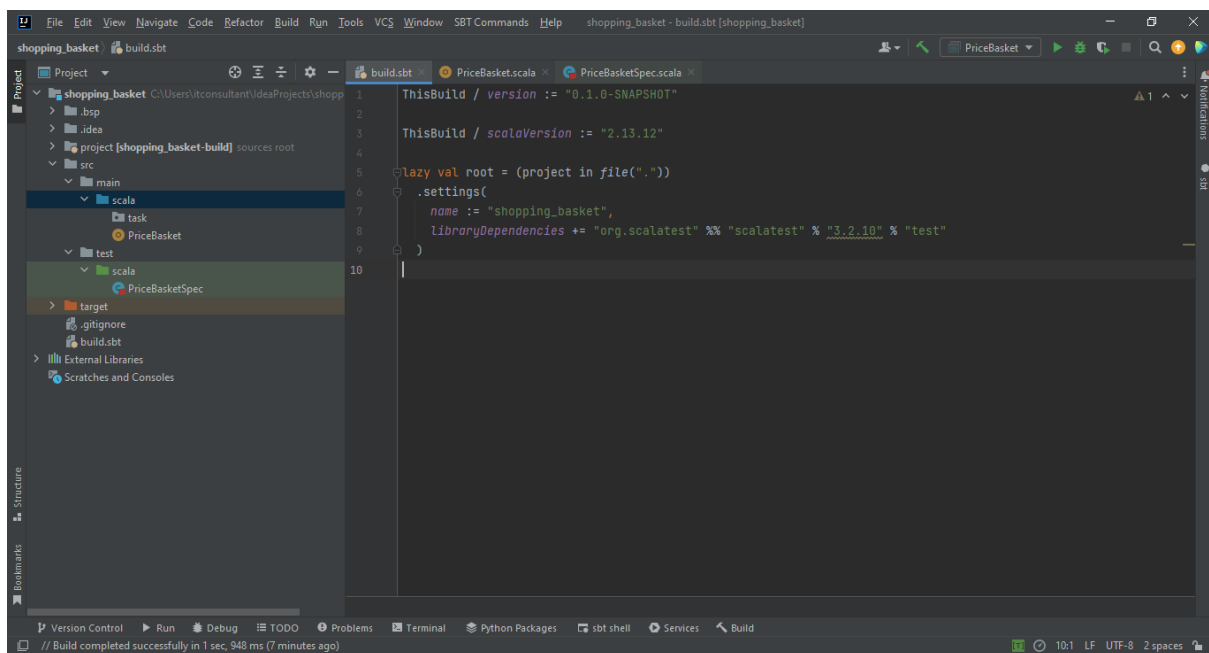 File Edit View Navigate Code Refactor Build Run Tools VCS Window SBT Commands Help shopping_basket - build.sbt [shopping_basket]
shopping_basket build.sbt PriceBasket
Project build.sbt PriceBasket.scala PriceBasketSpec.scala
Project
Notifications
sbt
Structure
Bookmarks
shopping_basket C:\Users\itconsultant\IdeaProjects\shopp
.bsp
.idea
project [shopping_basket-build] sources root
src
main
scala
task
PriceBasket
test
scala
PriceBasketSpec
target
.gitignore
build.sbt
External Libraries
Scratches and Consoles
1 ThisBuild / version := "0.1.0-SNAPSHOT" 1
2
3 ThisBuild / scalaVersion := "2.13.12"
4
5 lazy val root = (project in file("."))
6 .settings(
7 name := "shopping_basket",
8 libraryDependencies += "org.scalatest" %% "scalatest" % "3.2.10" % "test"
9 )
10
Version Control Run Debug TODO Problems Terminal Python Packages sbt shell Services Build
// Build completed successfully in 1 sec, 948 ms (7 minutes ago) 10:1 LF UTF-8 2 spaces